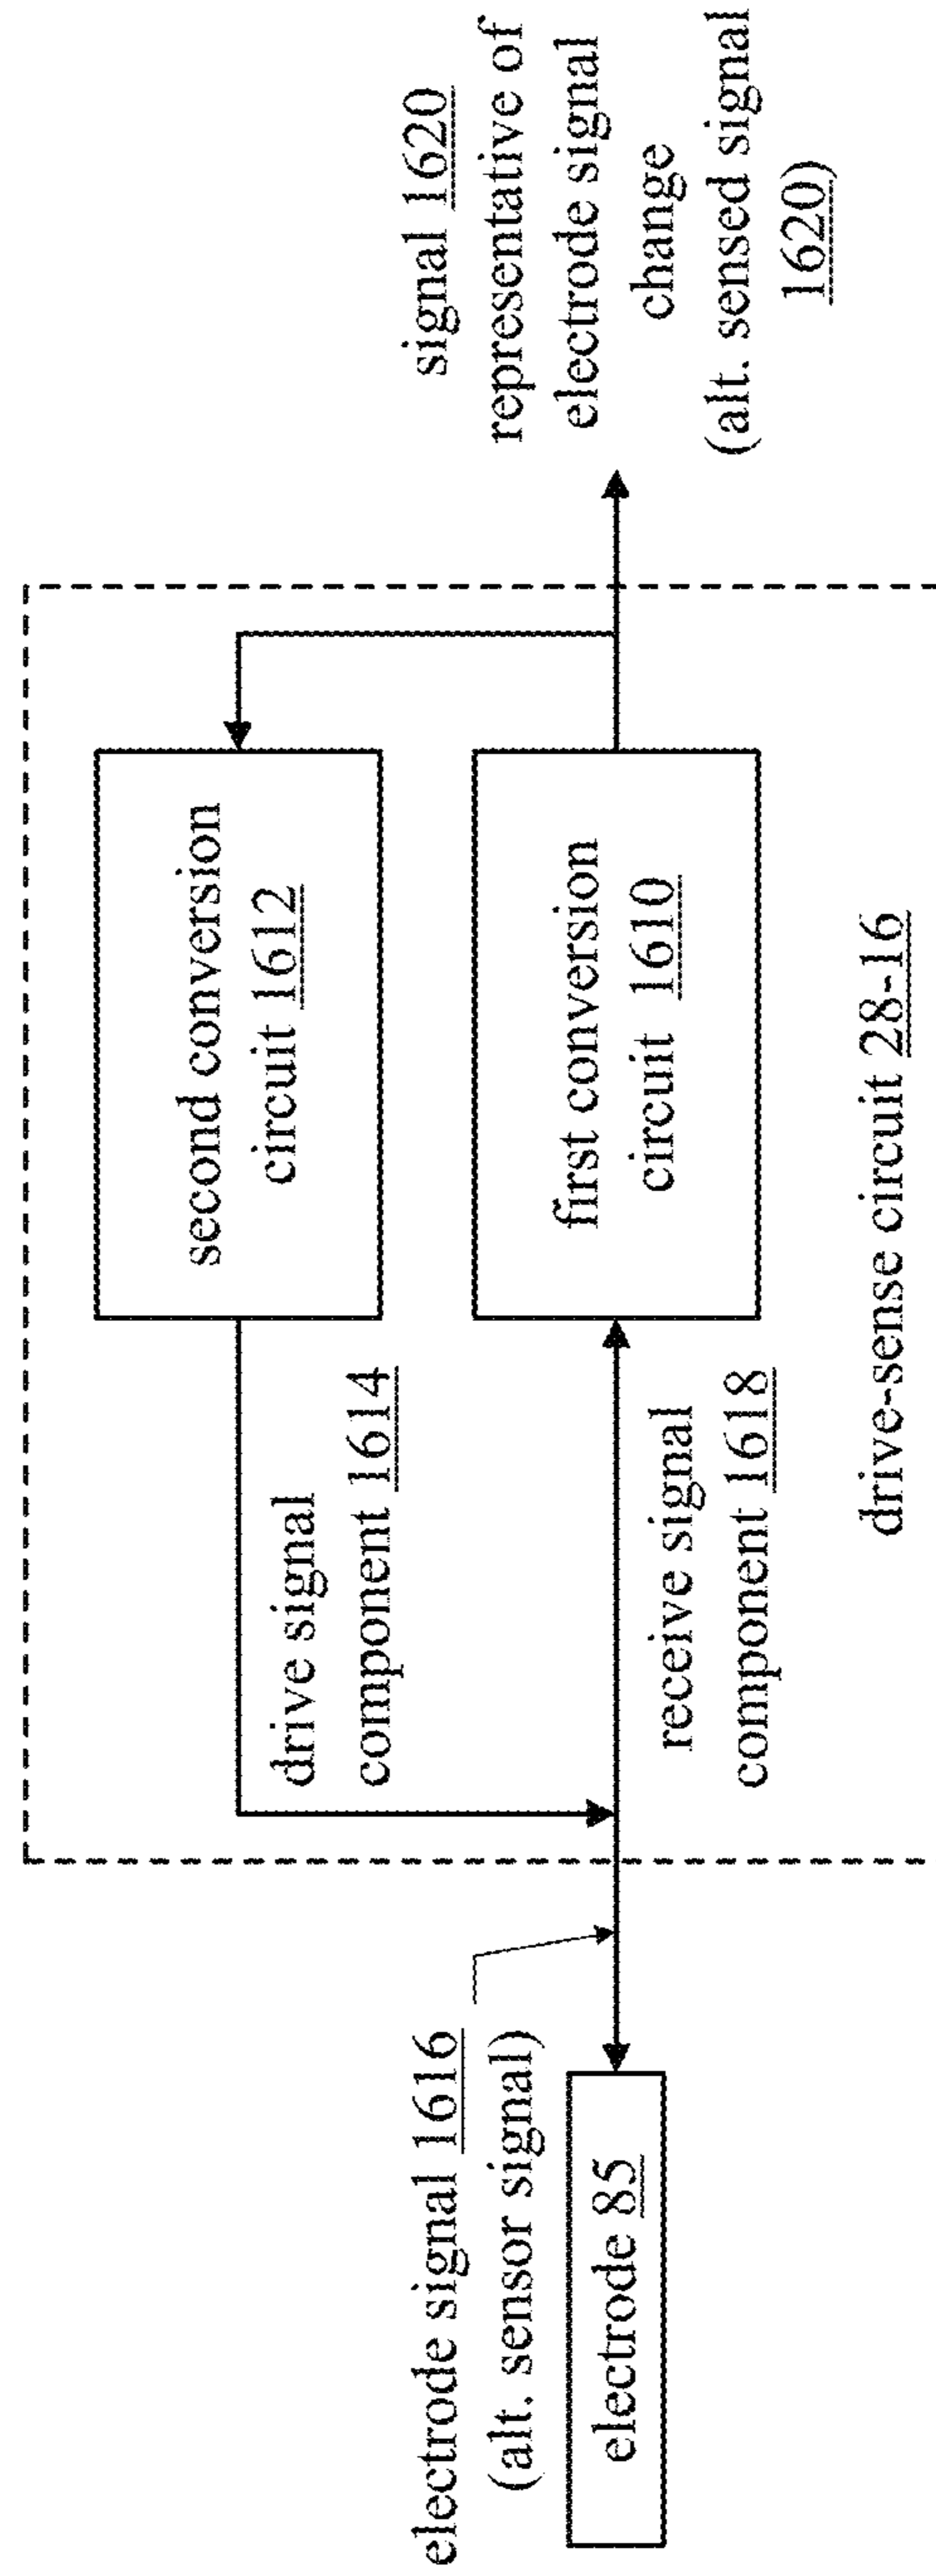 electrode signal 1616
(alt. sensor signal)
electrode 85
drive signal
component 1614
receive signal
component 1618
second conversion
circuit 1612
first conversion
circuit 1610
drive-sense circuit 28-16
signal 1620
representative of
electrode signal
change
(alt. sensed signal
1620)